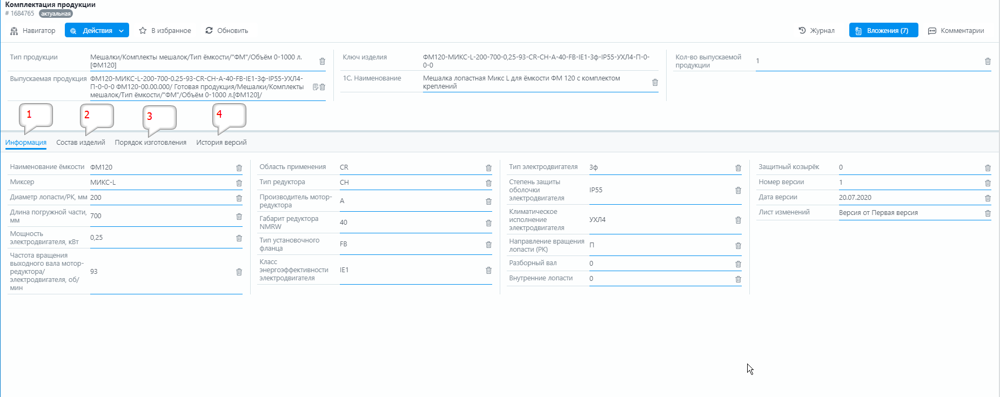 Комплектация продукции
# 1684765 актуальная
Навигатор Действия В избранное Обновить Журнал Вложения (7) Комментарии
Тип продукции
Мешалки/Комплекты мешалок/Тип ёмкости/"ФМ"/Объём 0-1000 л.
[ФМ120]
Выпускаемая продукция
ФМ120-МИКС-L-200-700-0.25-93-CR-CH-A-40-FB-IE1-3ф-IP55-УХЛ4-
П-0-0-0 ФМ120-00.00.000/ Готовая продукция/Мешалки/Комплекты
мешалок/Тип ёмкости/"ФМ"/Объём 0-1000 л.[ФМ120]/
Ключ изделия
ФМ120-МИКС-L-200-700-0,25-93-CR-CH-A-40-FB-IE1-3ф-IP55-УХЛ4-П-0-
0-0
1С. Наименование
Мешалка лопастная Микс L для ёмкости ФМ 120 с комплектом
креплений
Кол-во выпускаемой
продукции
1
1
2
3
4
Информация Состав изделий Порядок изготовления История версий
Наименование ёмкости ФМ120
Миксер МИКС-L
Диаметр лопасти/РК, мм 200
Длина погружной части,
мм
700
Мощность
электродвигателя, кВт
0,25
Частота вращения
выходного вала мотор-
редуктора/
электродвигателя, об/
мин
93
Область применения CR
Тип редуктора CH
Производитель мотор-
редуктора
A
Габарит редуктора
NMRW
40
Тип установочного
фланца
FB
Класс
энергоэффективности
электродвигателя
IE1
Тип электродвигателя 3ф
Степень защиты
оболочки
электродвигателя
IP55
Климатическое
исполнение
электродвигателя
УХЛ4
Направление вращения
лопасти (РК)
П
Разборный вал 0
Внутренние лопасти 0
Защитный козырёк 0
Номер версии 1
Дата версии 20.07.2020
Лист изменений Версия от Первая версия